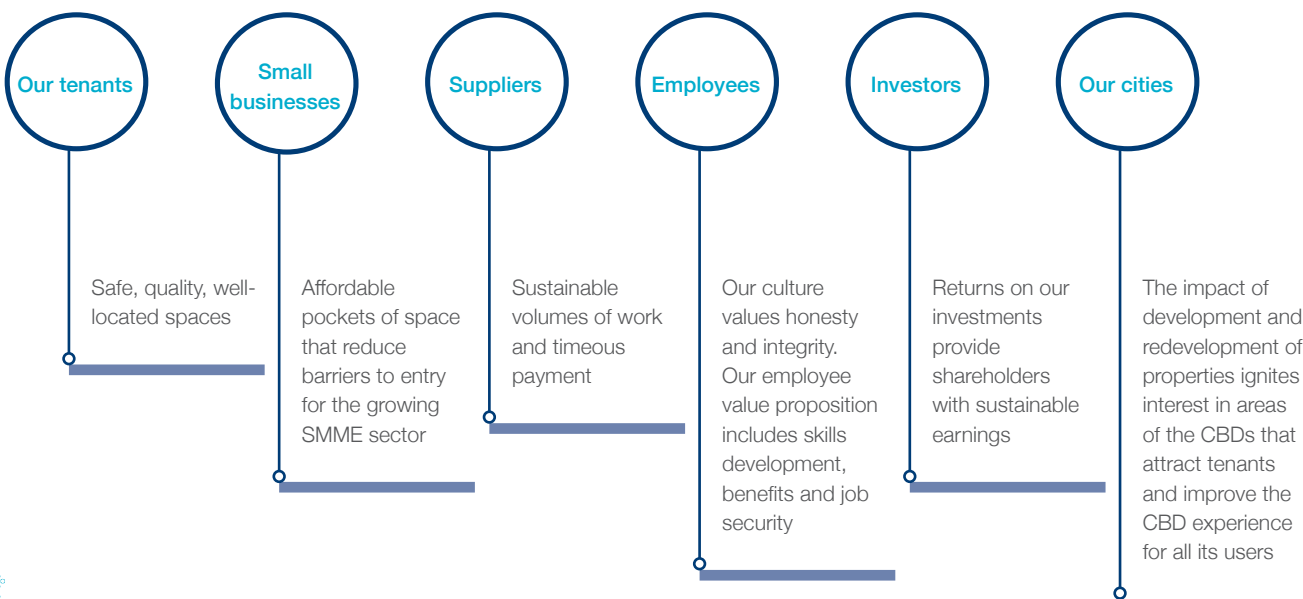 Our tenants
Safe, quality, well-
located spaces
Small
businesses
Affordable
pockets of space
that reduce
barriers to entry
for the growing
SMME sector
Suppliers
Sustainable
volumes of work
and timeous
payment
Employees
Our culture
values honesty
and integrity.
Our employee
value proposition
includes skills
development,
benefits and job
security
Investors
Returns on our
investments
provide
shareholders
with sustainable
earnings
Our cities
The impact of
development and
redevelopment of
properties ignites
interest in areas
of the CBDs that
attract tenants
and improve the
CBD experience
for all its users